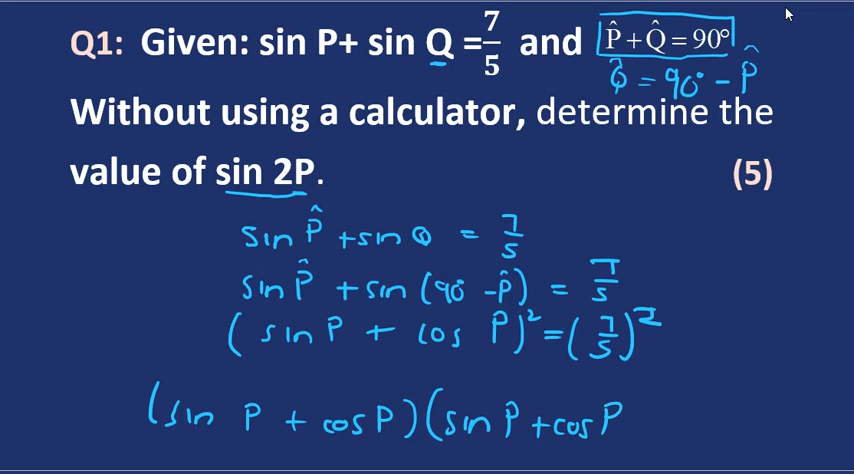 Q1: Given: sin P+ sin Q = 7/5 and P̂ + Q̂ = 90°
Q̂ = 90° - P̂
Without using a calculator, determine the
value of sin 2P. (5)
sin P̂ + sin Q = 7/5
sin P̂ + sin (90° - P̂) = 7/5
(sin P + cos P)² = (7/5)²
(sin P + cos P)(sin P + cos P